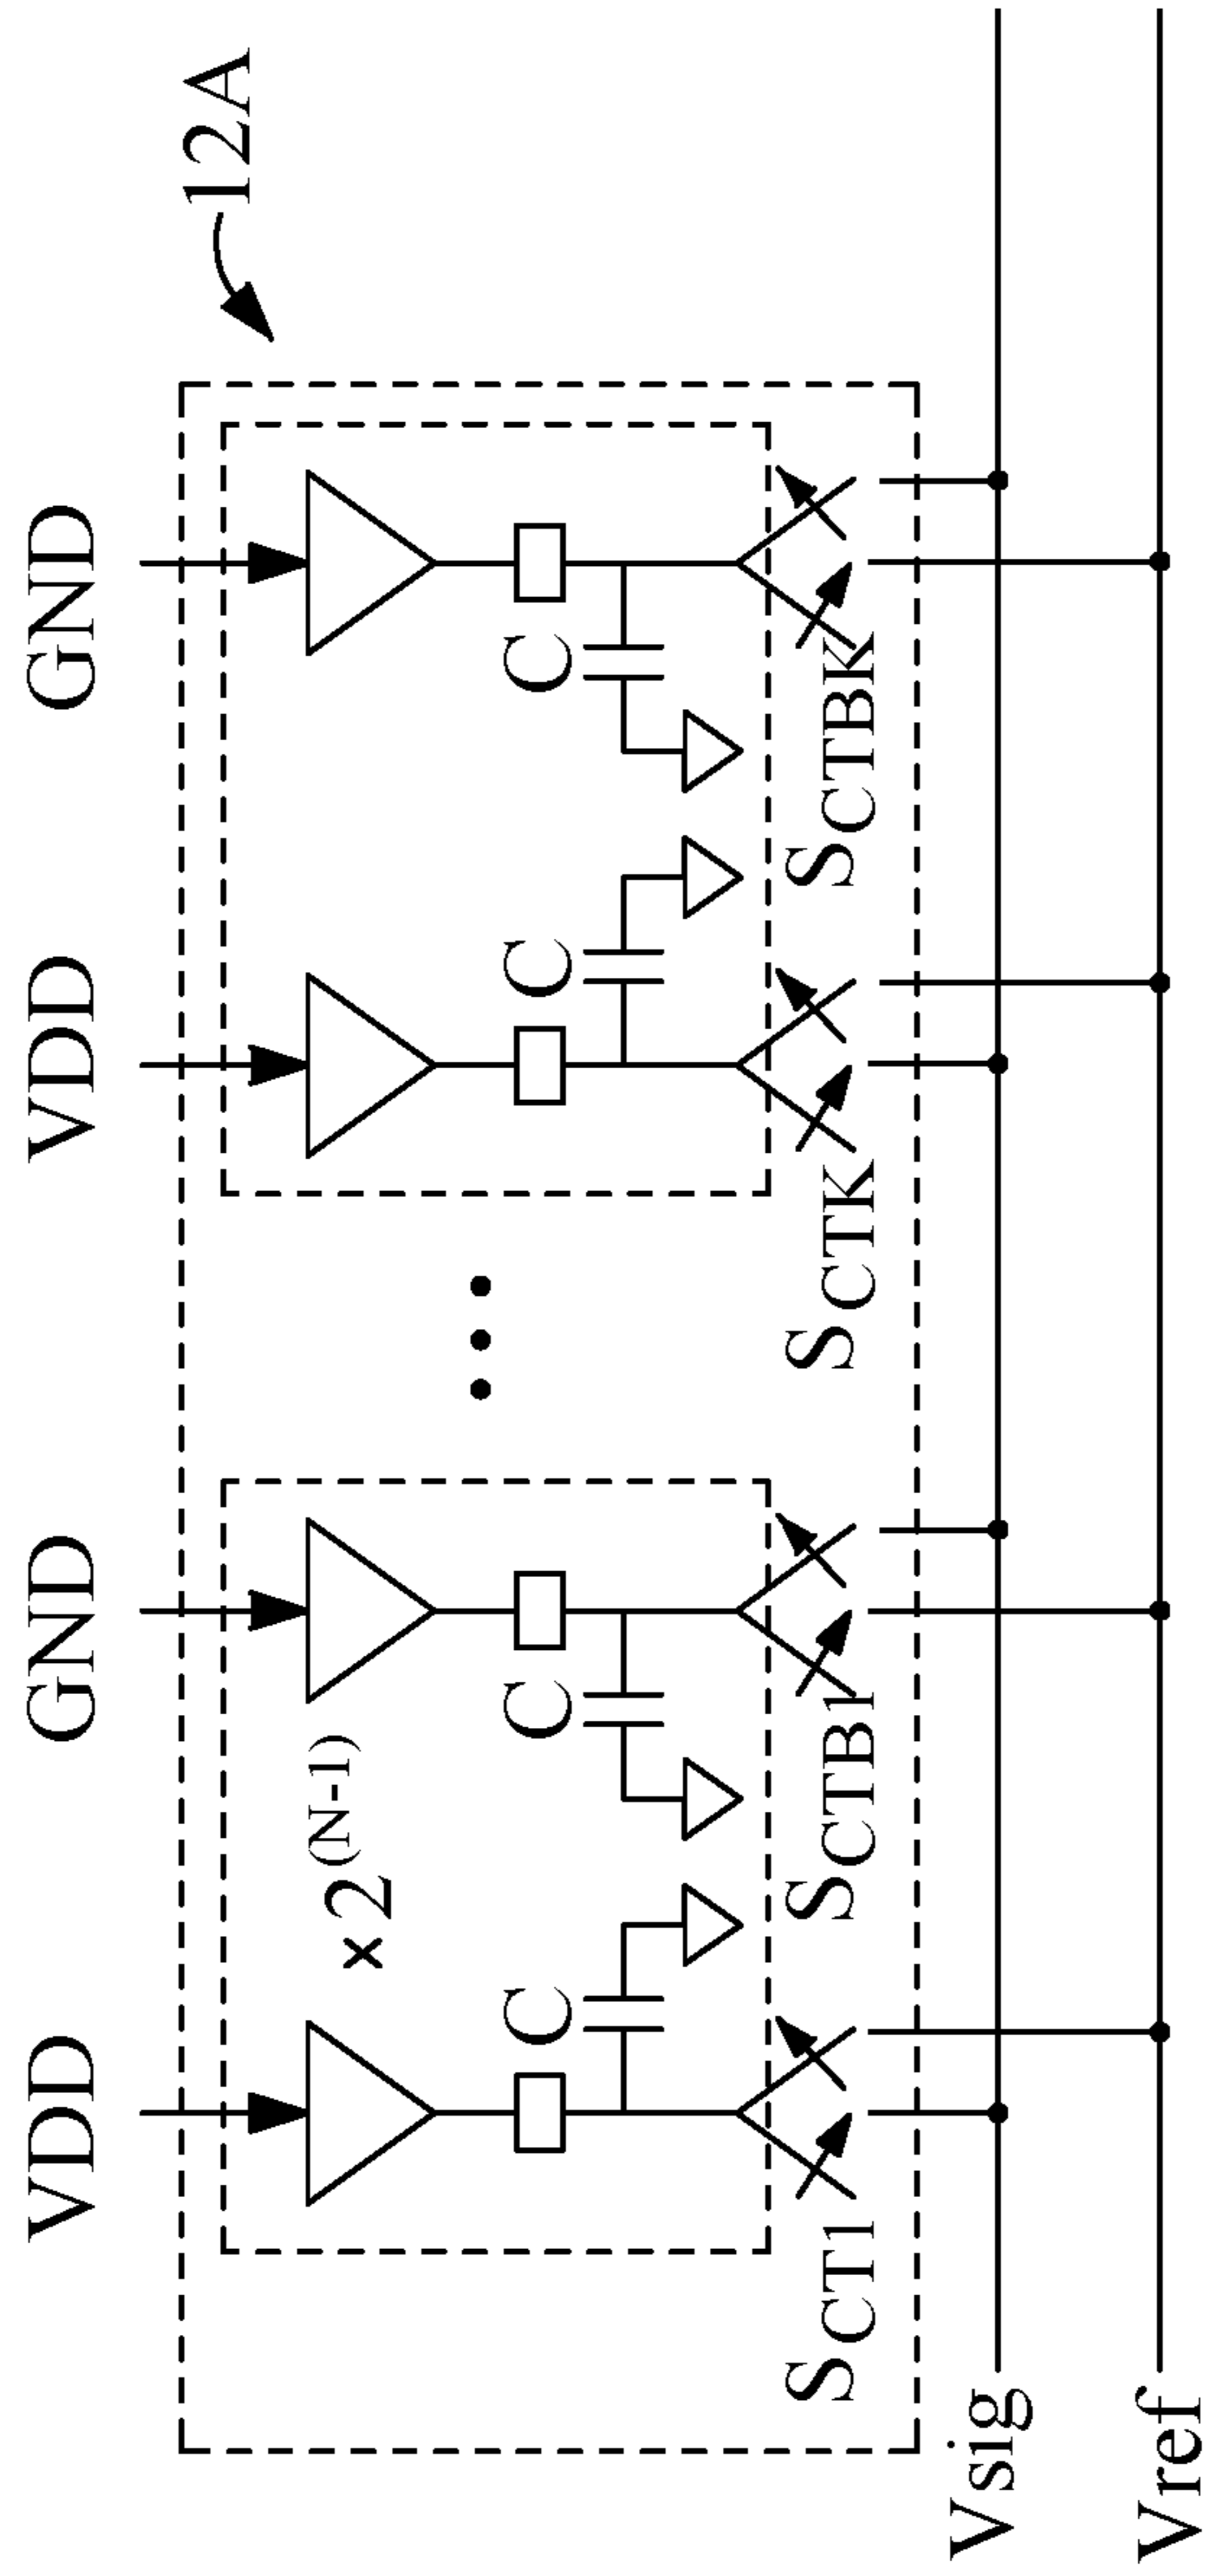 12A
VDD GND VDD GND
×2(N-1)
C C C C
SCT1 SCTB1 SCTK SCTBK
Vsig
Vref